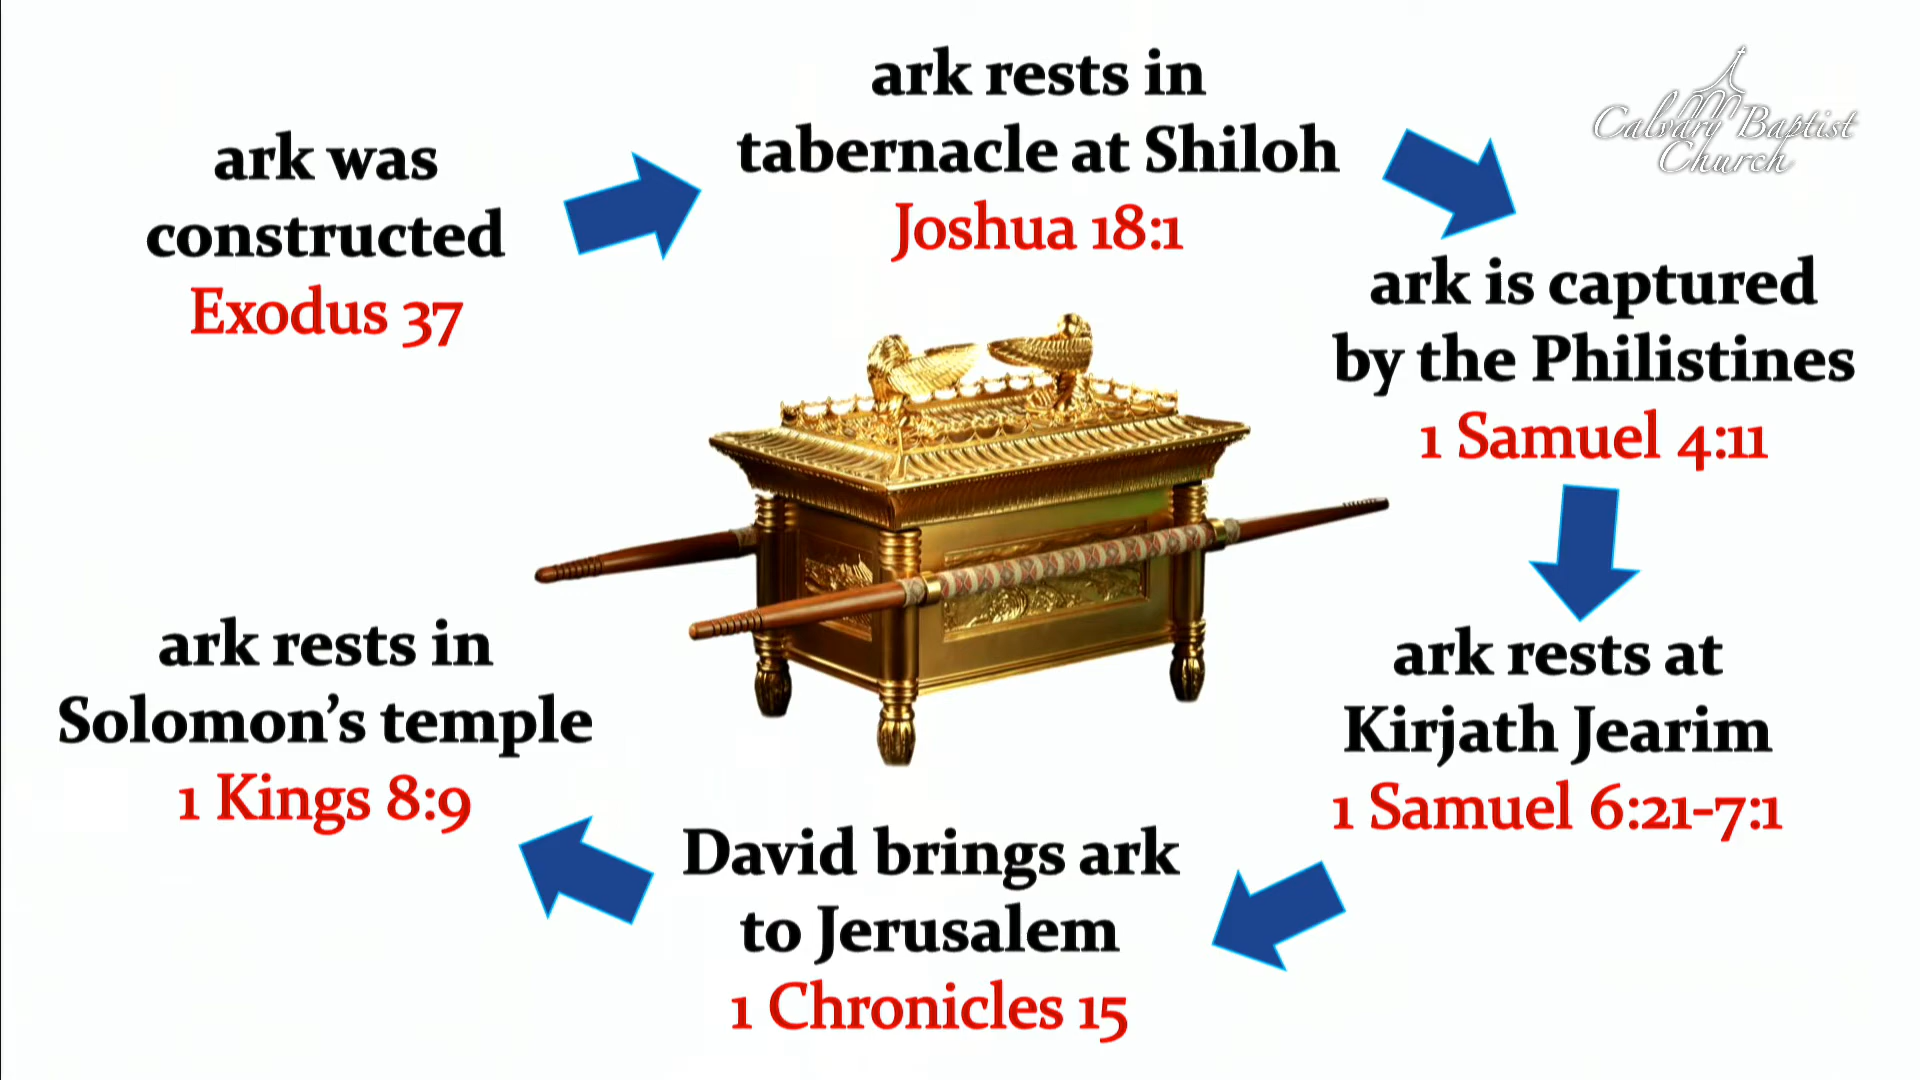 ark was
constructed
Exodus 37
ark rests in
tabernacle at Shiloh
Joshua 18:1
Calvary Baptist
Church
ark is captured
by the Philistines
1 Samuel 4:11
ark rests at
Kirjath Jearim
1 Samuel 6:21-7:1
David brings ark
to Jerusalem
1 Chronicles 15
ark rests in
Solomon’s temple
1 Kings 8:9